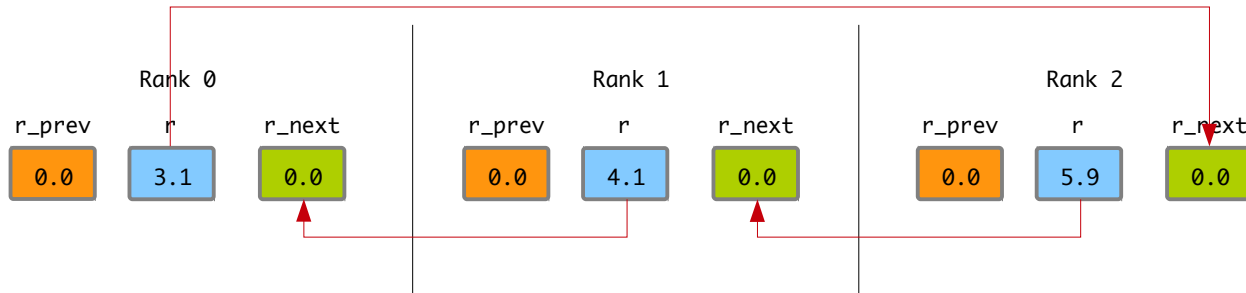 Rank 0 Rank 1 Rank 2
r_prev r r_next r_prev r r_next r_prev r r_next
0.0 3.1 0.0 0.0 4.1 0.0 0.0 5.9 0.0